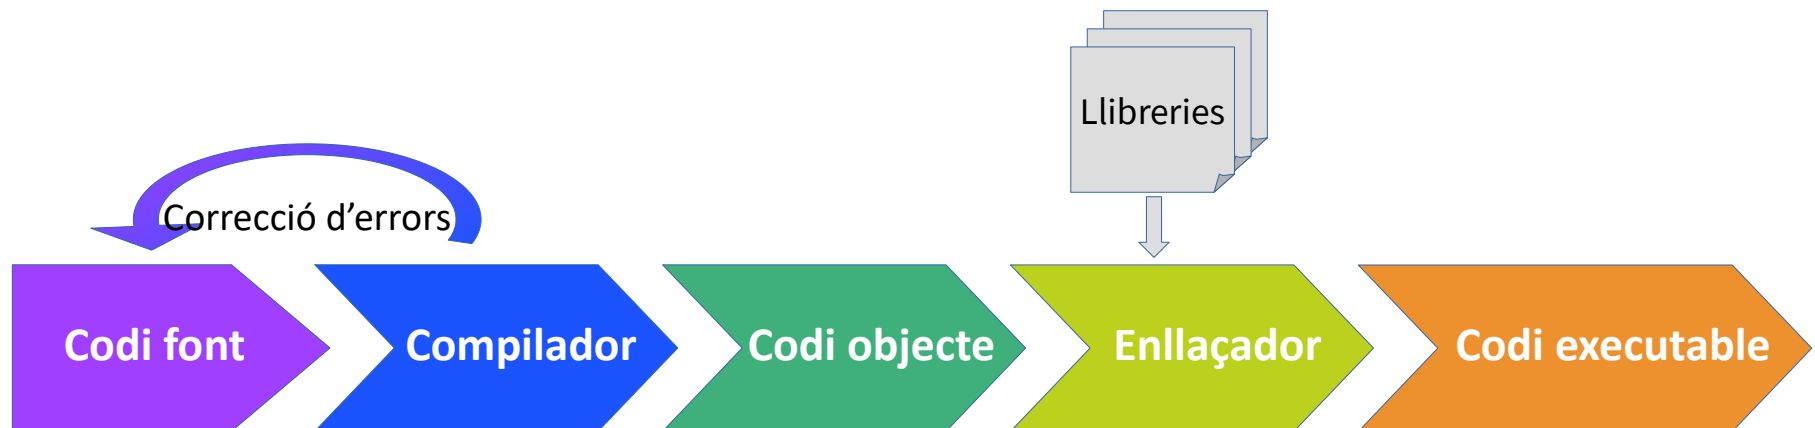 Llibreries
Correcció d’errors
Codi font
Compilador
Codi objecte
Enllaçador
Codi executable